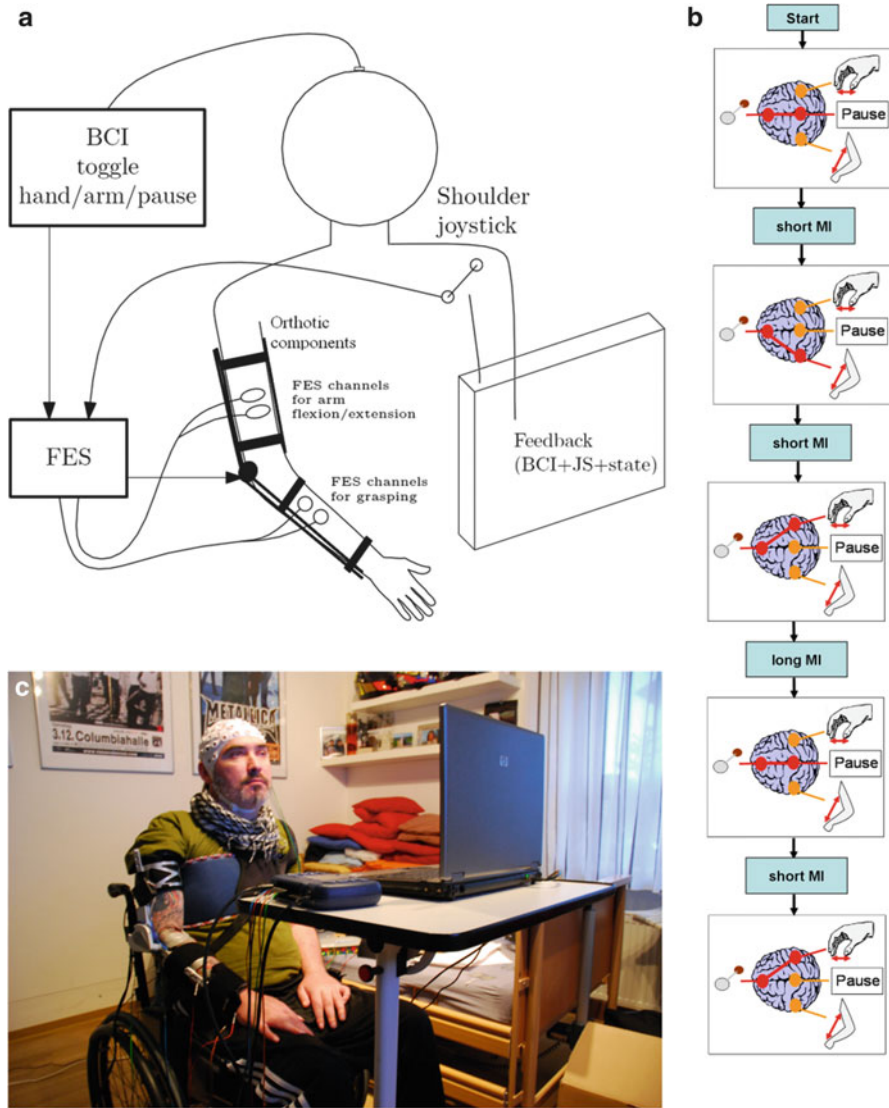 a
BCI
toggle
hand/arm/pause
Shoulder
joystick
Orthotic
components
FES channels
for arm
flexion/extension
FES
FES channels
for grasping
Feedback
(BCI+JS+state)
b
Start
Pause
short MI
Pause
short MI
Pause
long MI
Pause
short MI
Pause
c
3.12. Columbiahalle
METALLICA
hp